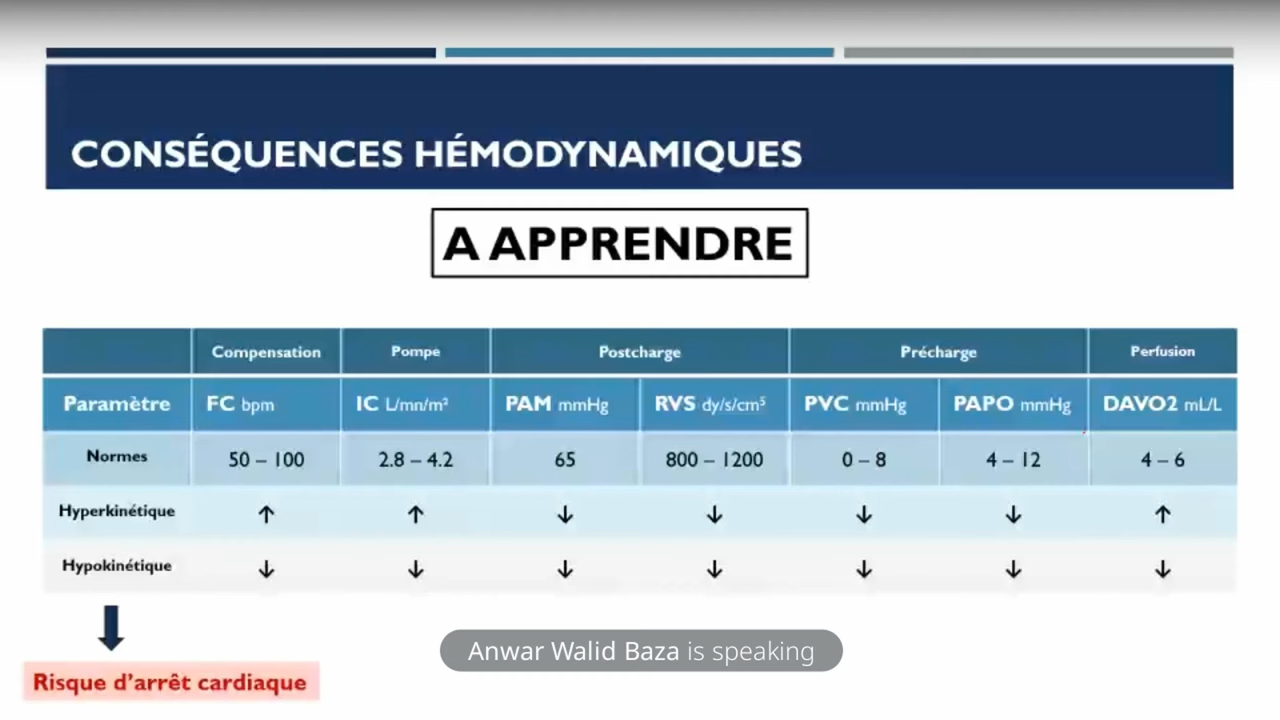 CONSÉQUENCES HÉMODYNAMIQUES
A APPRENDRE
Compensation Pompe Postcharge Précharge Perfusion
Paramètre FC bpm IC L/mn/m² PAM mmHg RVS dy/s/cm⁵ PVC mmHg PAPO mmHg DAVO2 mL/L
Normes 50 – 100 2.8 – 4.2 65 800 – 1200 0 – 8 4 – 12 4 – 6
Hyperkinétique ↑ ↑ ↓ ↓ ↓ ↓ ↑
Hypokinétique ↓ ↓ ↓ ↓ ↓ ↓ ↓
Anwar Walid Baza is speaking
Risque d’arrêt cardiaque